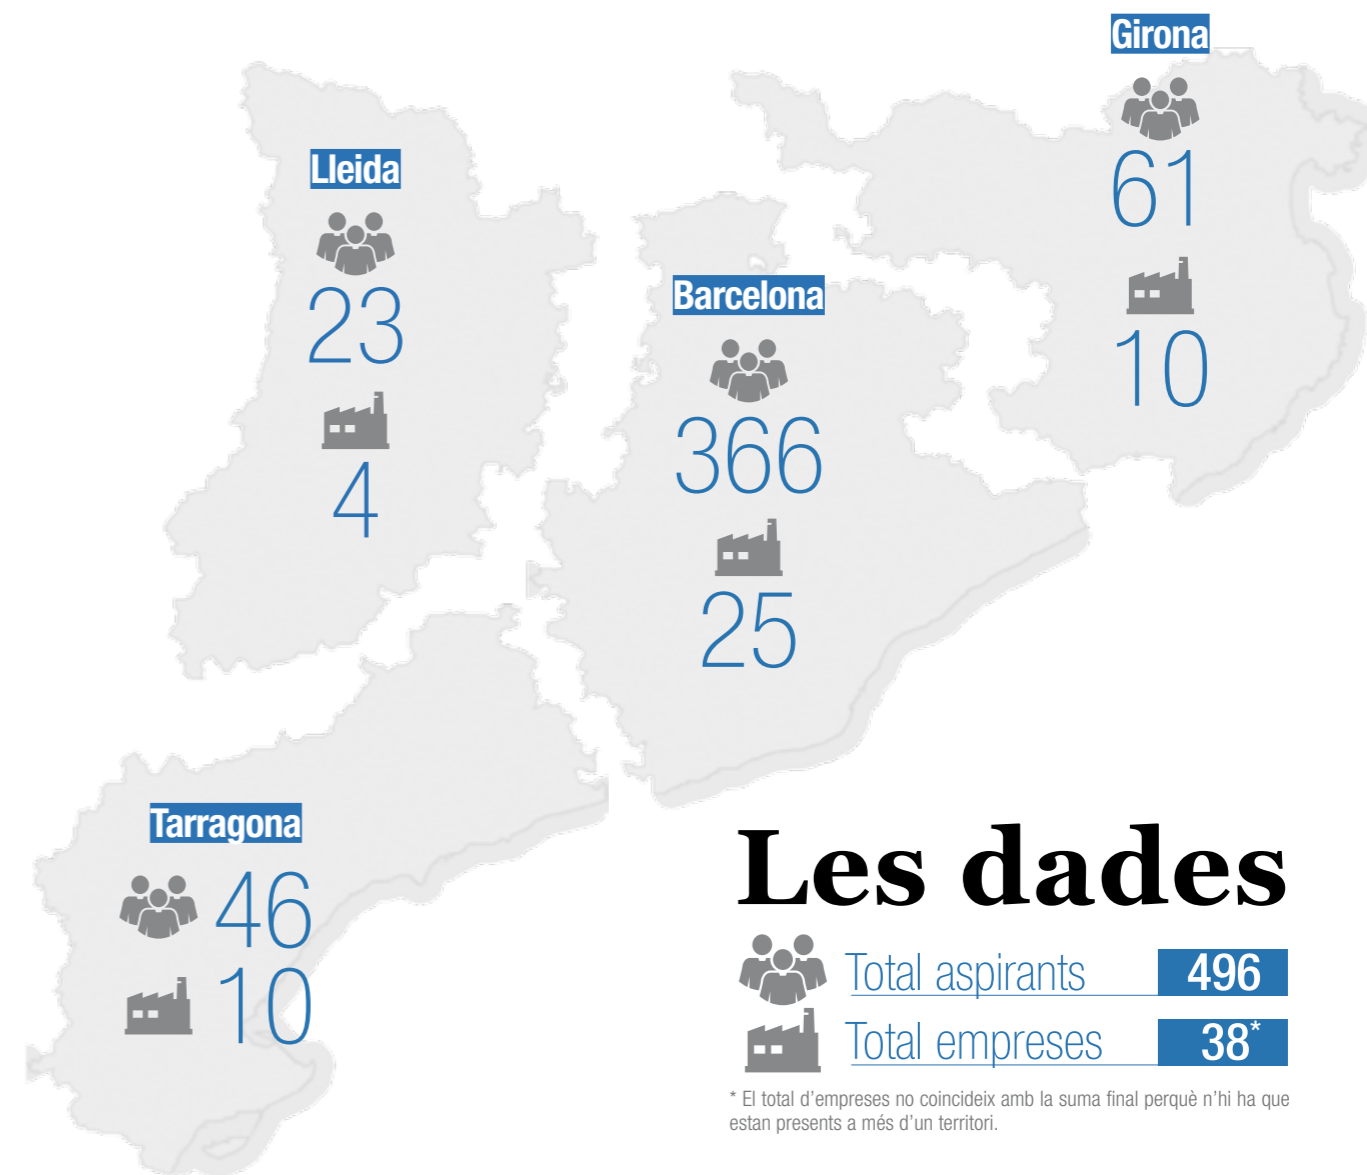 Girona
61
10
Lleida
23
4
Barcelona
366
25
Tarragona
46
10
Les dades
Total aspirants 496
Total empreses 38*
* El total d’empreses no coincideix amb la suma final perquè n’hi ha que
estan presents a més d’un territori.